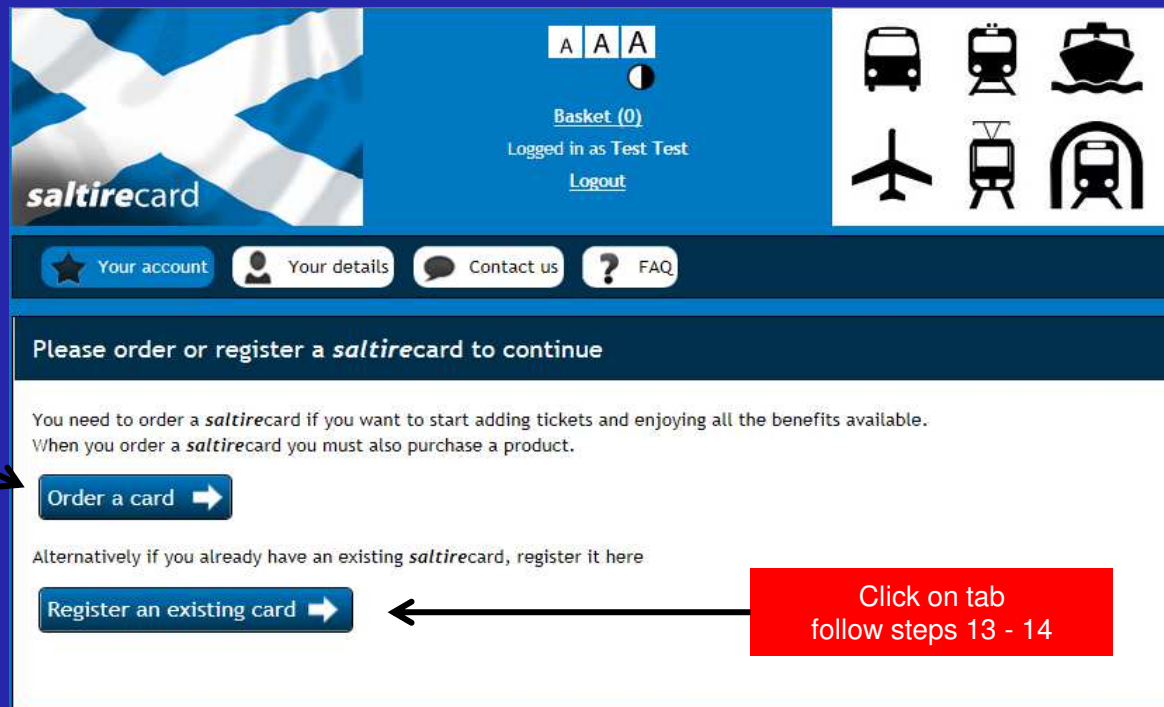 A A A
Basket (0)
Logged in as Test Test
Logout
saltirecard
Your account
Your details
Contact us
? FAQ
Please order or register a saltirecard to continue
You need to order a saltirecard if you want to start adding tickets and enjoying all the benefits available.
When you order a saltirecard you must also purchase a product.
Order a card
Alternatively if you already have an existing saltirecard, register it here
Register an existing card
Click on tab
follow steps 13 - 14